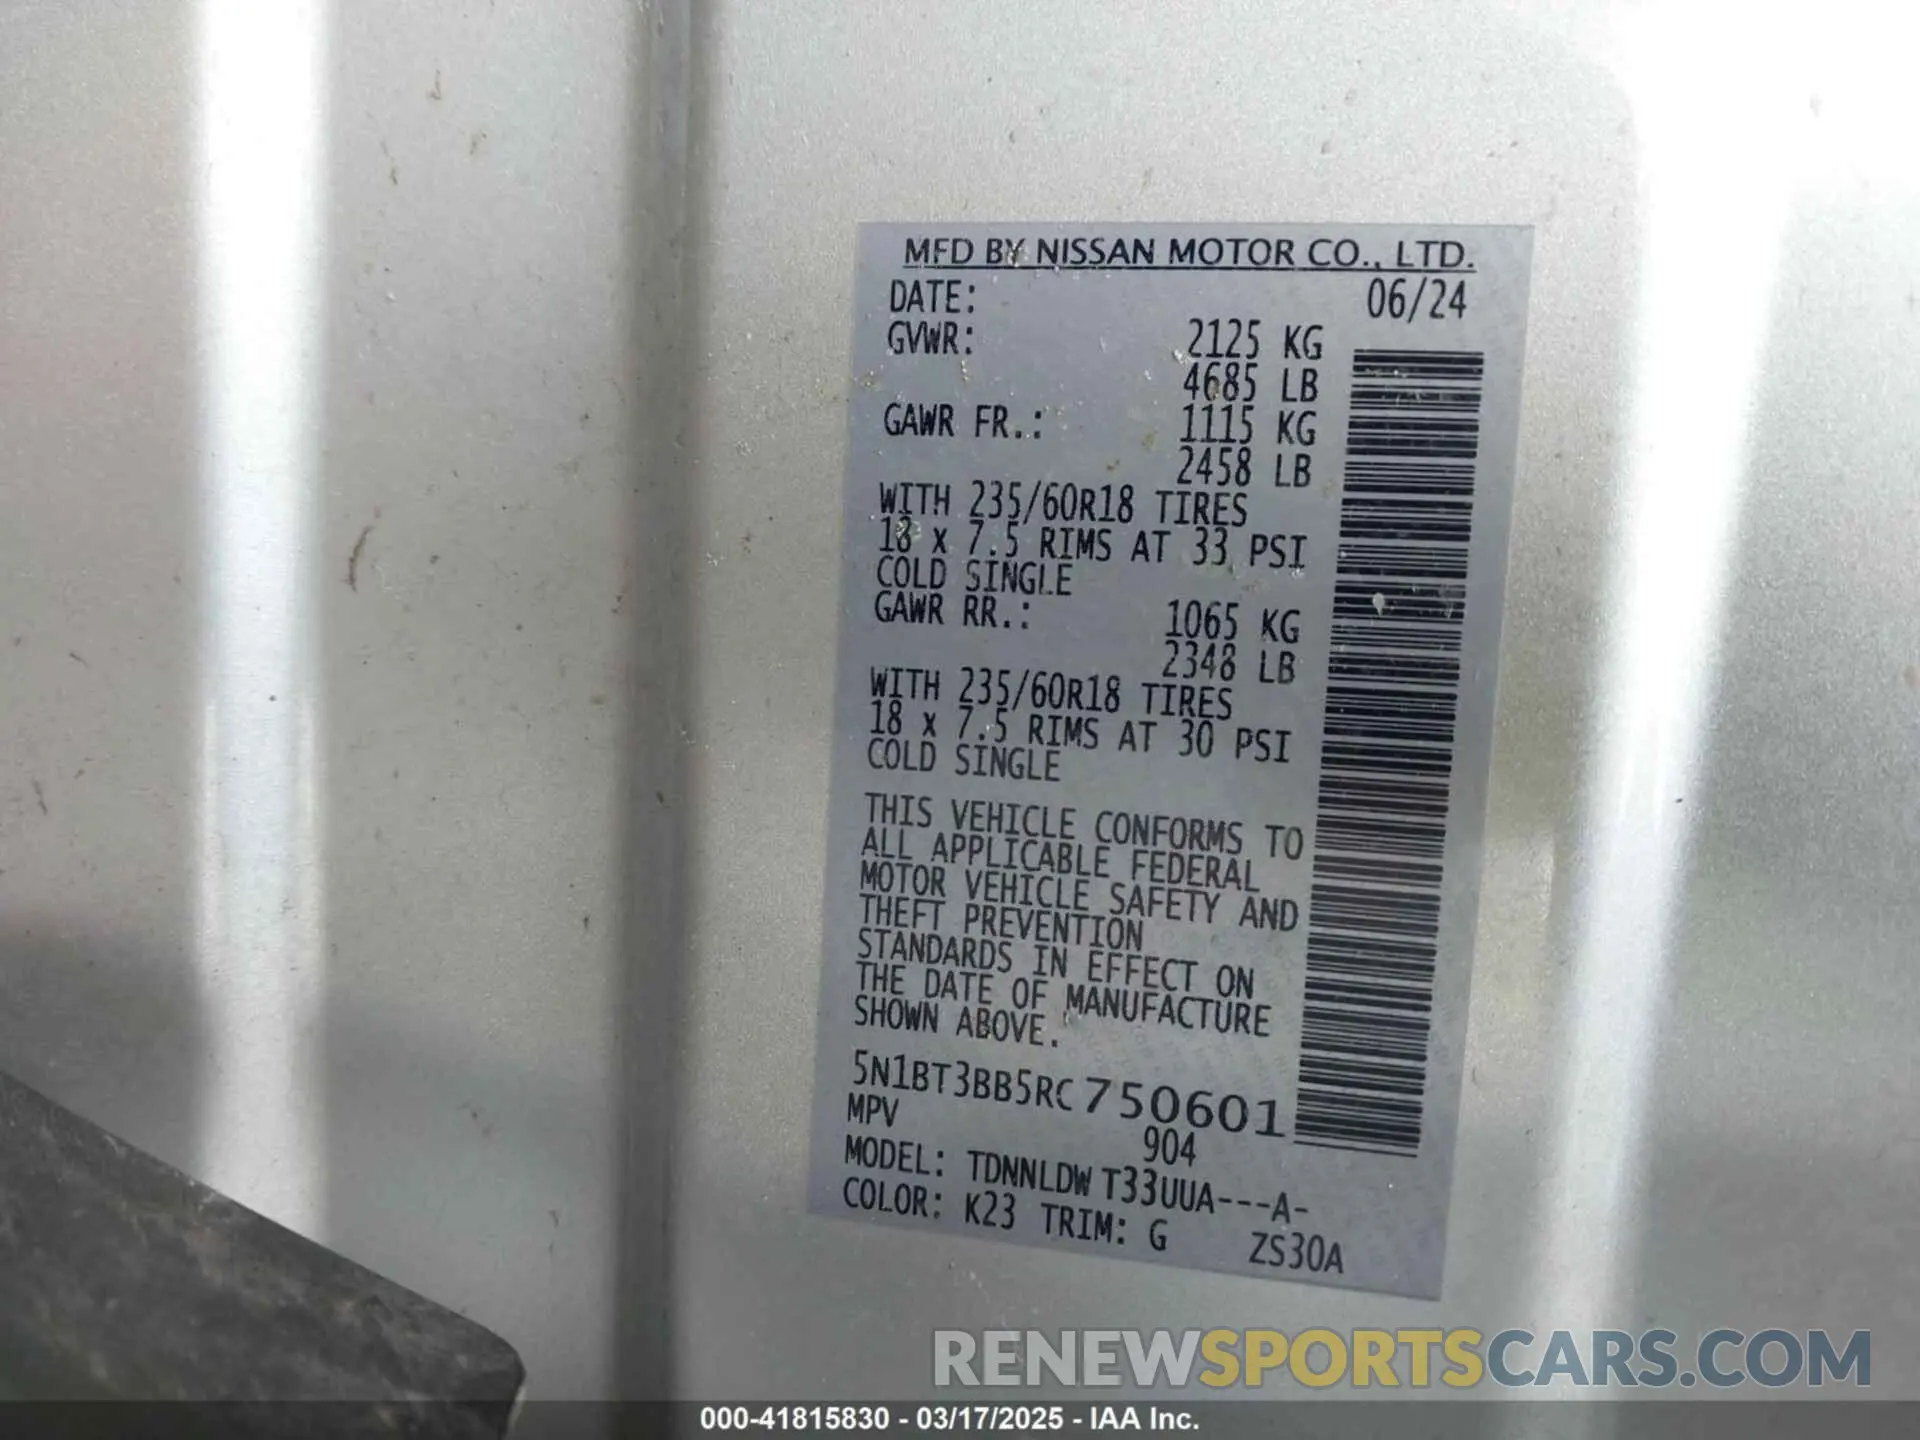 MFD BY NISSAN MOTOR CO., LTD.
DATE: 06/24
GVWR: 2125 KG
4685 LB
GAWR FR.: 1115 KG
2458 LB
WITH 235/60R18 TIRES
18 x 7.5 RIMS AT 33 PSI
COLD SINGLE
GAWR RR.: 1065 KG
2348 LB
WITH 235/60R18 TIRES
18 x 7.5 RIMS AT 30 PSI
COLD SINGLE
THIS VEHICLE CONFORMS TO
ALL APPLICABLE FEDERAL
MOTOR VEHICLE SAFETY AND
THEFT PREVENTION
STANDARDS IN EFFECT ON
THE DATE OF MANUFACTURE
SHOWN ABOVE.
5N1BT3BB5RC750601
MPV 904
MODEL: TDNNLDW T33UUA---A-
COLOR: K23 TRIM: G ZS30A
RENEWSPORTSCARS.COM
000-41815830 - 03/17/2025 - IAA Inc.